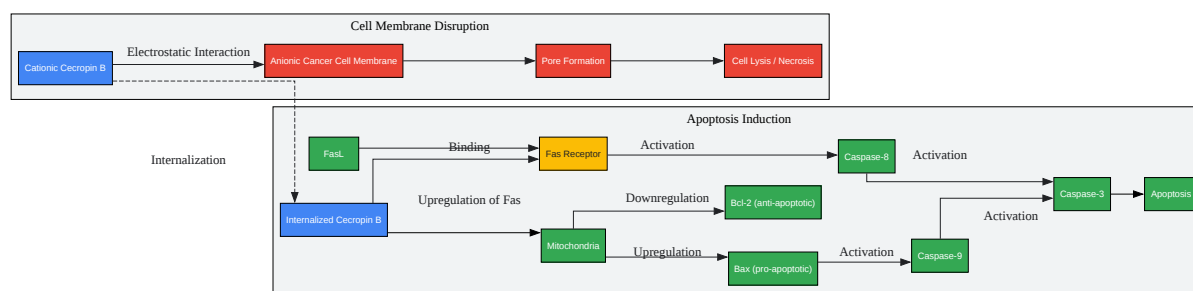 Cell Membrane Disruption
Cationic Cecropin B
Electrostatic Interaction
Anionic Cancer Cell Membrane
Pore Formation
Cell Lysis / Necrosis
Apoptosis Induction
Internalization
FasL
Binding
Fas Receptor
Activation
Caspase-8
Activation
Internalized Cecropin B
Upregulation of Fas
Downregulation
Bcl-2 (anti-apoptotic)
Caspase-3
Apoptosis
Mitochondria
Upregulation
Bax (pro-apoptotic)
Activation
Caspase-9
Activation